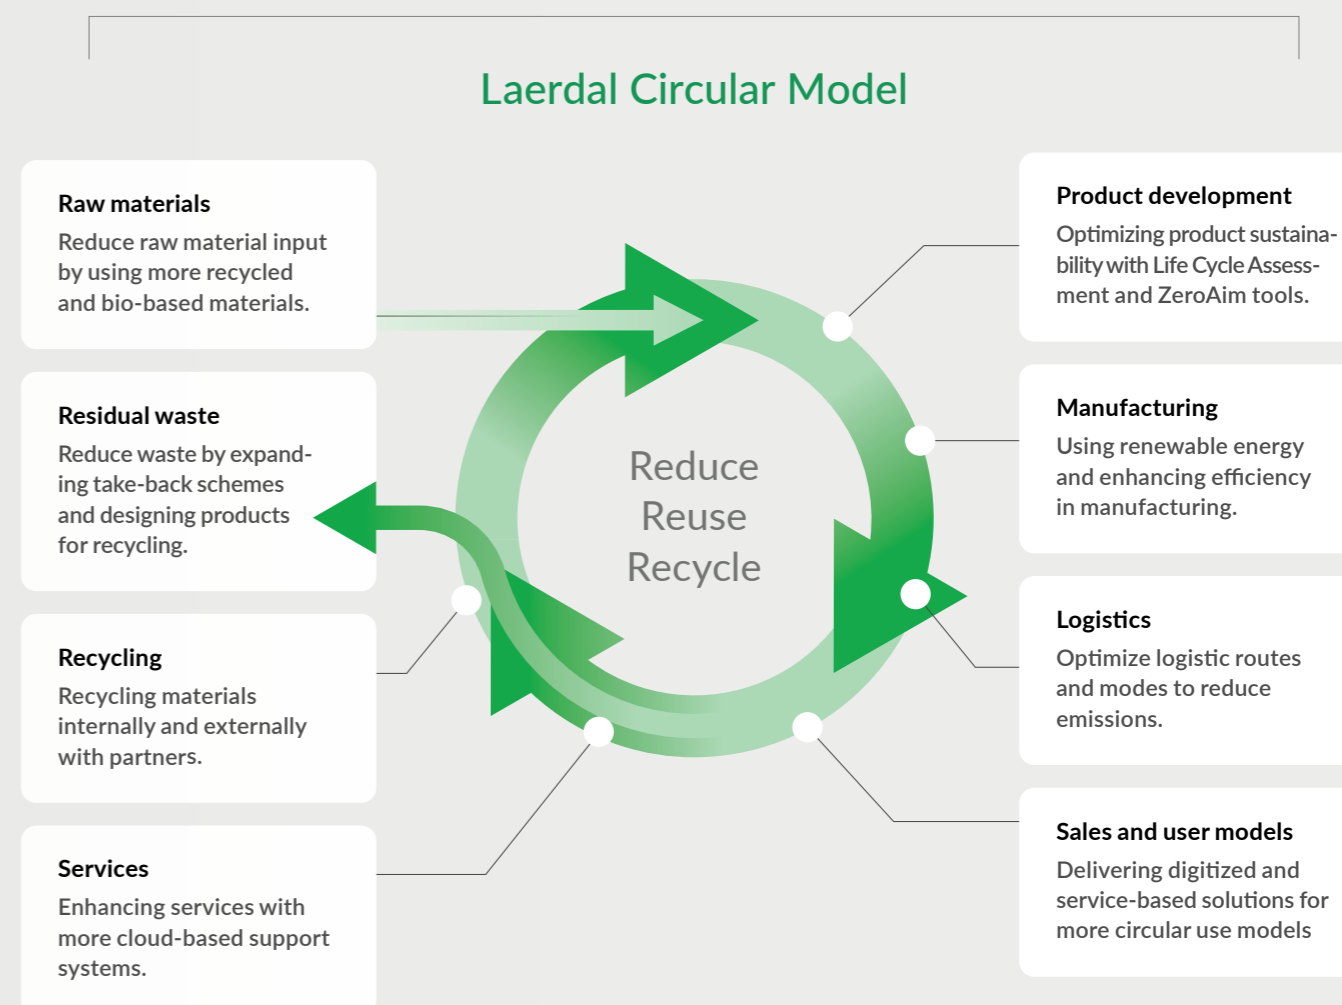 Laerdal Circular Model
Raw materials
Reduce raw material input
by using more recycled
and bio-based materials.
Residual waste
Reduce waste by expand-
ing take-back schemes
and designing products
for recycling.
Recycling
Recycling materials
internally and externally
with partners.
Services
Enhancing services with
more cloud-based support
systems.
Reduce
Reuse
Recycle
Product development
Optimizing product sustaina-
bility with Life Cycle Assess-
ment and ZeroAim tools.
Manufacturing
Using renewable energy
and enhancing efficiency
in manufacturing.
Logistics
Optimize logistic routes
and modes to reduce
emissions.
Sales and user models
Delivering digitized and
service-based solutions for
more circular use models